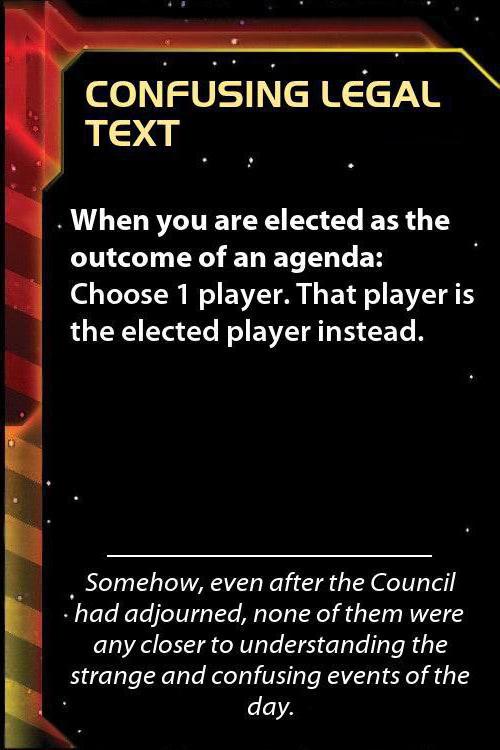 CONFUSING LEGAL
TEXT
When you are elected as the
outcome of an agenda:
Choose 1 player. That player is
the elected player instead.
Somehow, even after the Council
had adjourned, none of them were
any closer to understanding the
strange and confusing events of the
day.